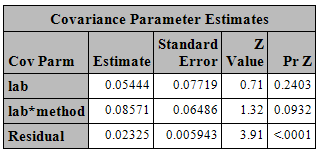 Covariance Parameter Estimates
Cov Parm Estimate Standard Error Z Value Pr Z
lab 0.05444 0.07719 0.71 0.2403
lab*method 0.08571 0.06486 1.32 0.0932
Residual 0.02325 0.005943 3.91 <.0001